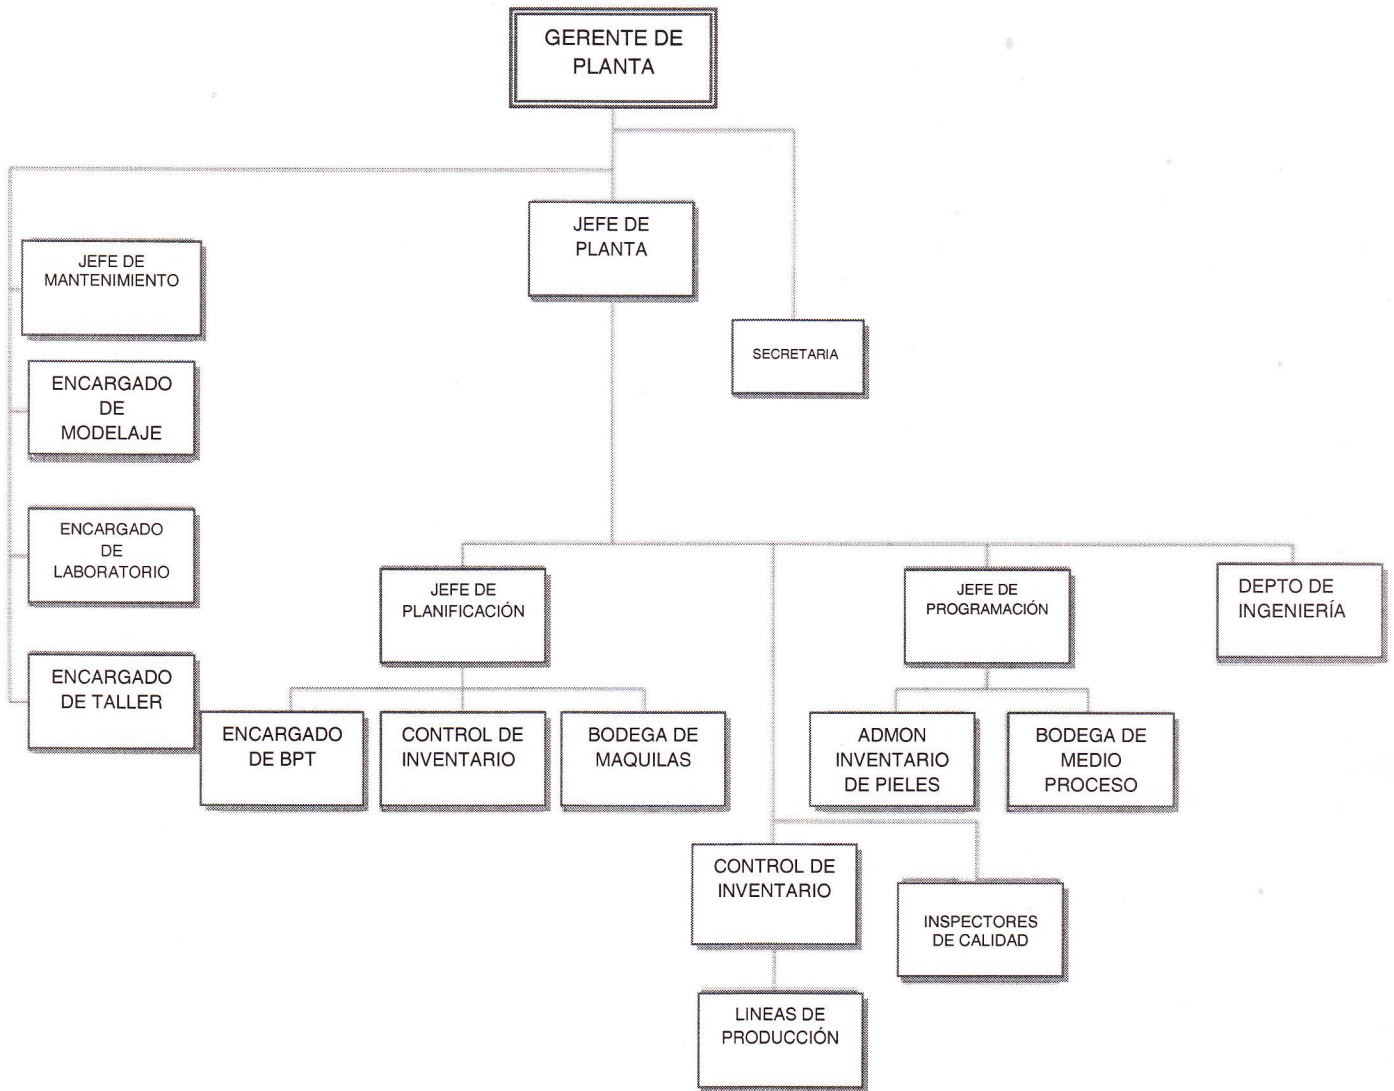 GERENTE DE
PLANTA
JEFE DE
PLANTA
JEFE DE
MANTENIMIENTO
SECRETARIA
ENCARGADO
DE
MODELAJE
ENCARGADO
DE
LABORATORIO
ENCARGADO
DE TALLER
JEFE DE
PLANIFICACIÓN
JEFE DE
PROGRAMACIÓN
DEPTO DE
INGENIERÍA
ENCARGADO
DE BPT
CONTROL DE
INVENTARIO
BODEGA DE
MAQUILAS
ADMON
INVENTARIO
DE PIELES
BODEGA DE
MEDIO
PROCESO
CONTROL DE
INVENTARIO
INSPECTORES
DE CALIDAD
LINEAS DE
PRODUCCIÓN